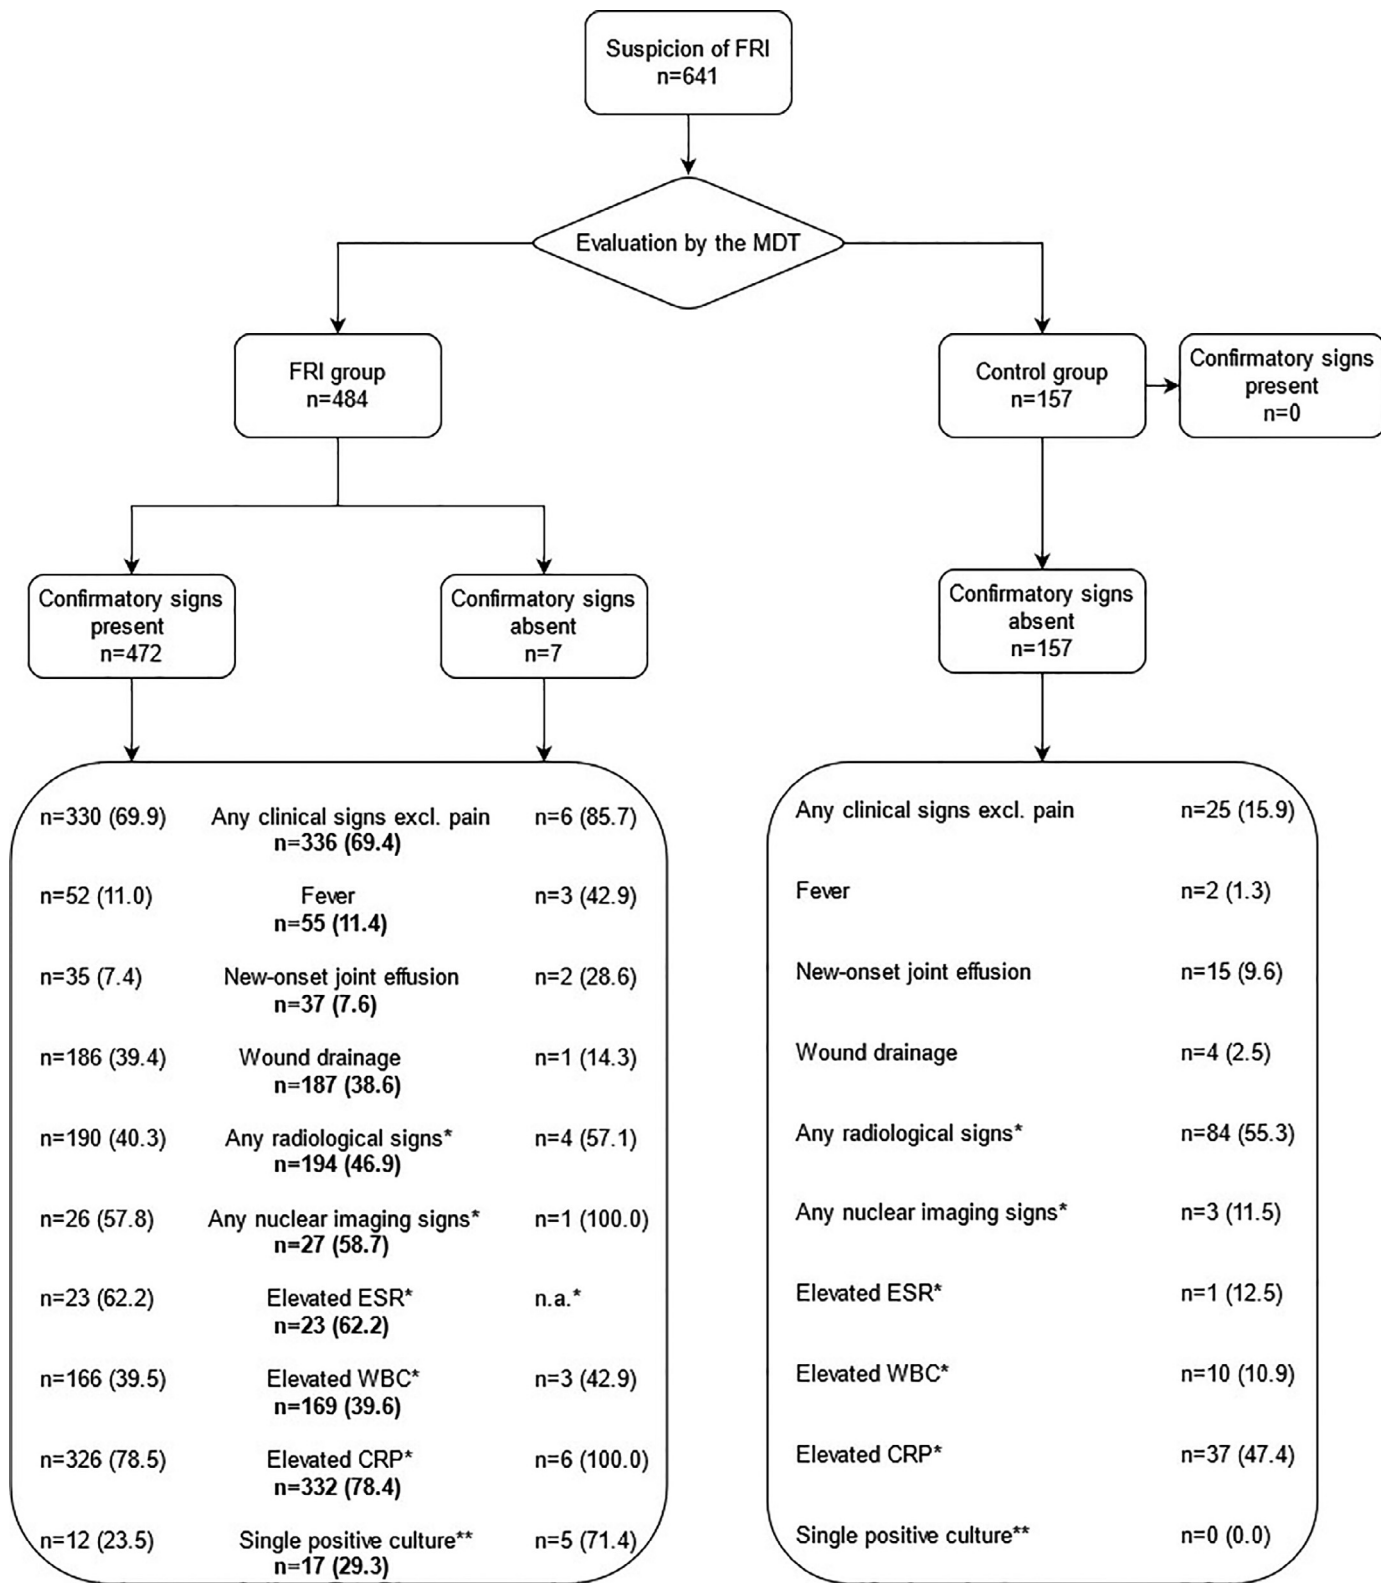 Suspicion of FRI
n=641
Evaluation by the MDT
FRI group
n=484
Control group
n=157
Confirmatory signs
present
n=0
Confirmatory signs
present
n=472
Confirmatory signs
absent
n=7
Confirmatory signs
absent
n=157
n=330 (69.9) Any clinical signs excl. pain n=6 (85.7)
n=336 (69.4)
n=52 (11.0) Fever n=3 (42.9)
n=55 (11.4)
n=35 (7.4) New-onset joint effusion n=2 (28.6)
n=37 (7.6)
n=186 (39.4) Wound drainage n=1 (14.3)
n=187 (38.6)
n=190 (40.3) Any radiological signs* n=4 (57.1)
n=194 (46.9)
n=26 (57.8) Any nuclear imaging signs* n=1 (100.0)
n=27 (58.7)
n=23 (62.2) Elevated ESR* n.a.*
n=23 (62.2)
n=166 (39.5) Elevated WBC* n=3 (42.9)
n=169 (39.6)
n=326 (78.5) Elevated CRP* n=6 (100.0)
n=332 (78.4)
n=12 (23.5) Single positive culture** n=5 (71.4)
n=17 (29.3)
Any clinical signs excl. pain n=25 (15.9)
Fever n=2 (1.3)
New-onset joint effusion n=15 (9.6)
Wound drainage n=4 (2.5)
Any radiological signs* n=84 (55.3)
Any nuclear imaging signs* n=3 (11.5)
Elevated ESR* n=1 (12.5)
Elevated WBC* n=10 (10.9)
Elevated CRP* n=37 (47.4)
Single positive culture** n=0 (0.0)